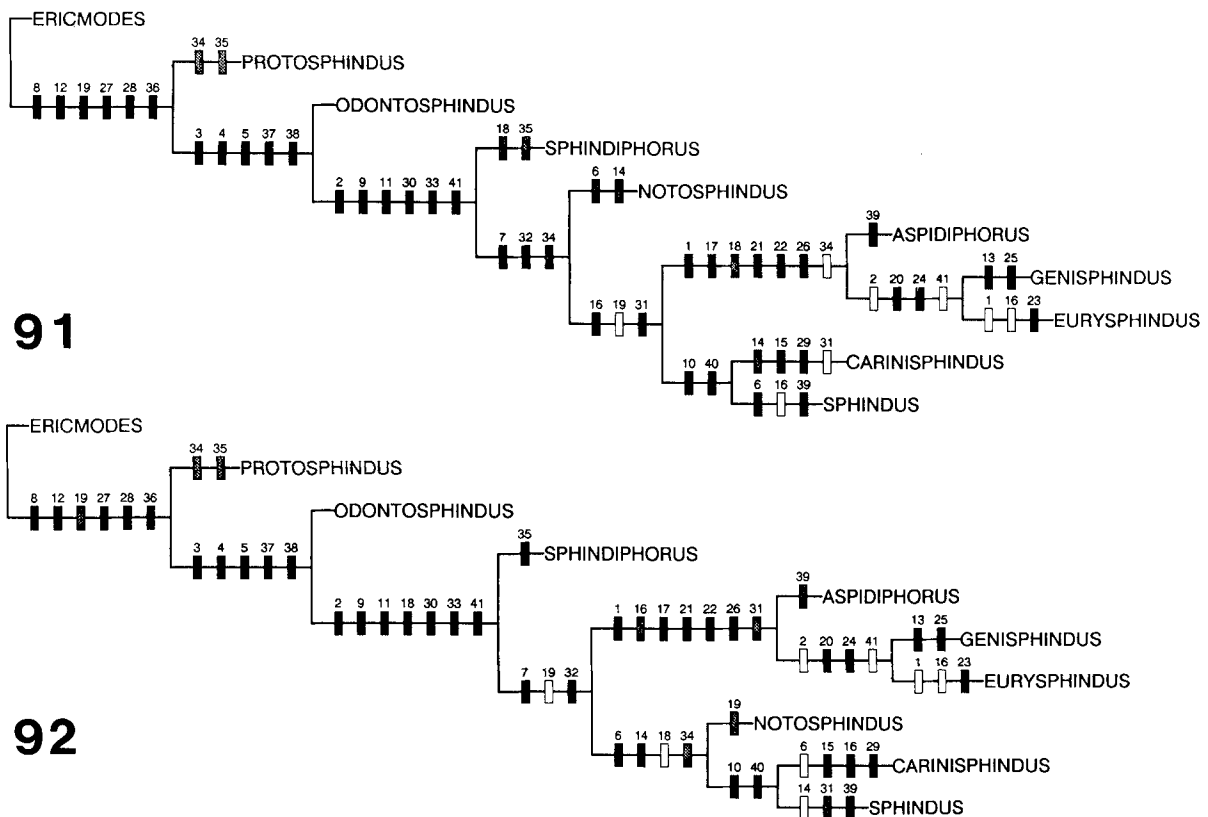 ERICMODES
34 35
PROTOSPHINDUS
8 12 19 27 28 36
ODONTOSPHINDUS
3 4 5 37 38
18 35
SPHINDIPHORUS
2 9 11 30 33 41
6 14
NOTOSPHINDUS
7 32 34
39
ASPIDIPHORUS
1 17 18 21 22 26 34
13 25
GENISPHINDUS
2 20 24 41
1 16 23
EURYSPHINDUS
16 19 31
91
14 15 29 31
CARINISPHINDUS
10 40
6 16 39
SPHINDUS
ERICMODES
34 35
PROTOSPHINDUS
8 12 19 27 28 36
ODONTOSPHINDUS
3 4 5 37 38
35
SPHINDIPHORUS
2 9 11 18 30 33 41
39
ASPIDIPHORUS
1 16 17 21 22 26 31
13 25
GENISPHINDUS
2 20 24 41
1 16 23
EURYSPHINDUS
7 19 32
92
19
NOTOSPHINDUS
6 14 18 34
6 15 16 29
CARINISPHINDUS
10 40
14 31 39
SPHINDUS